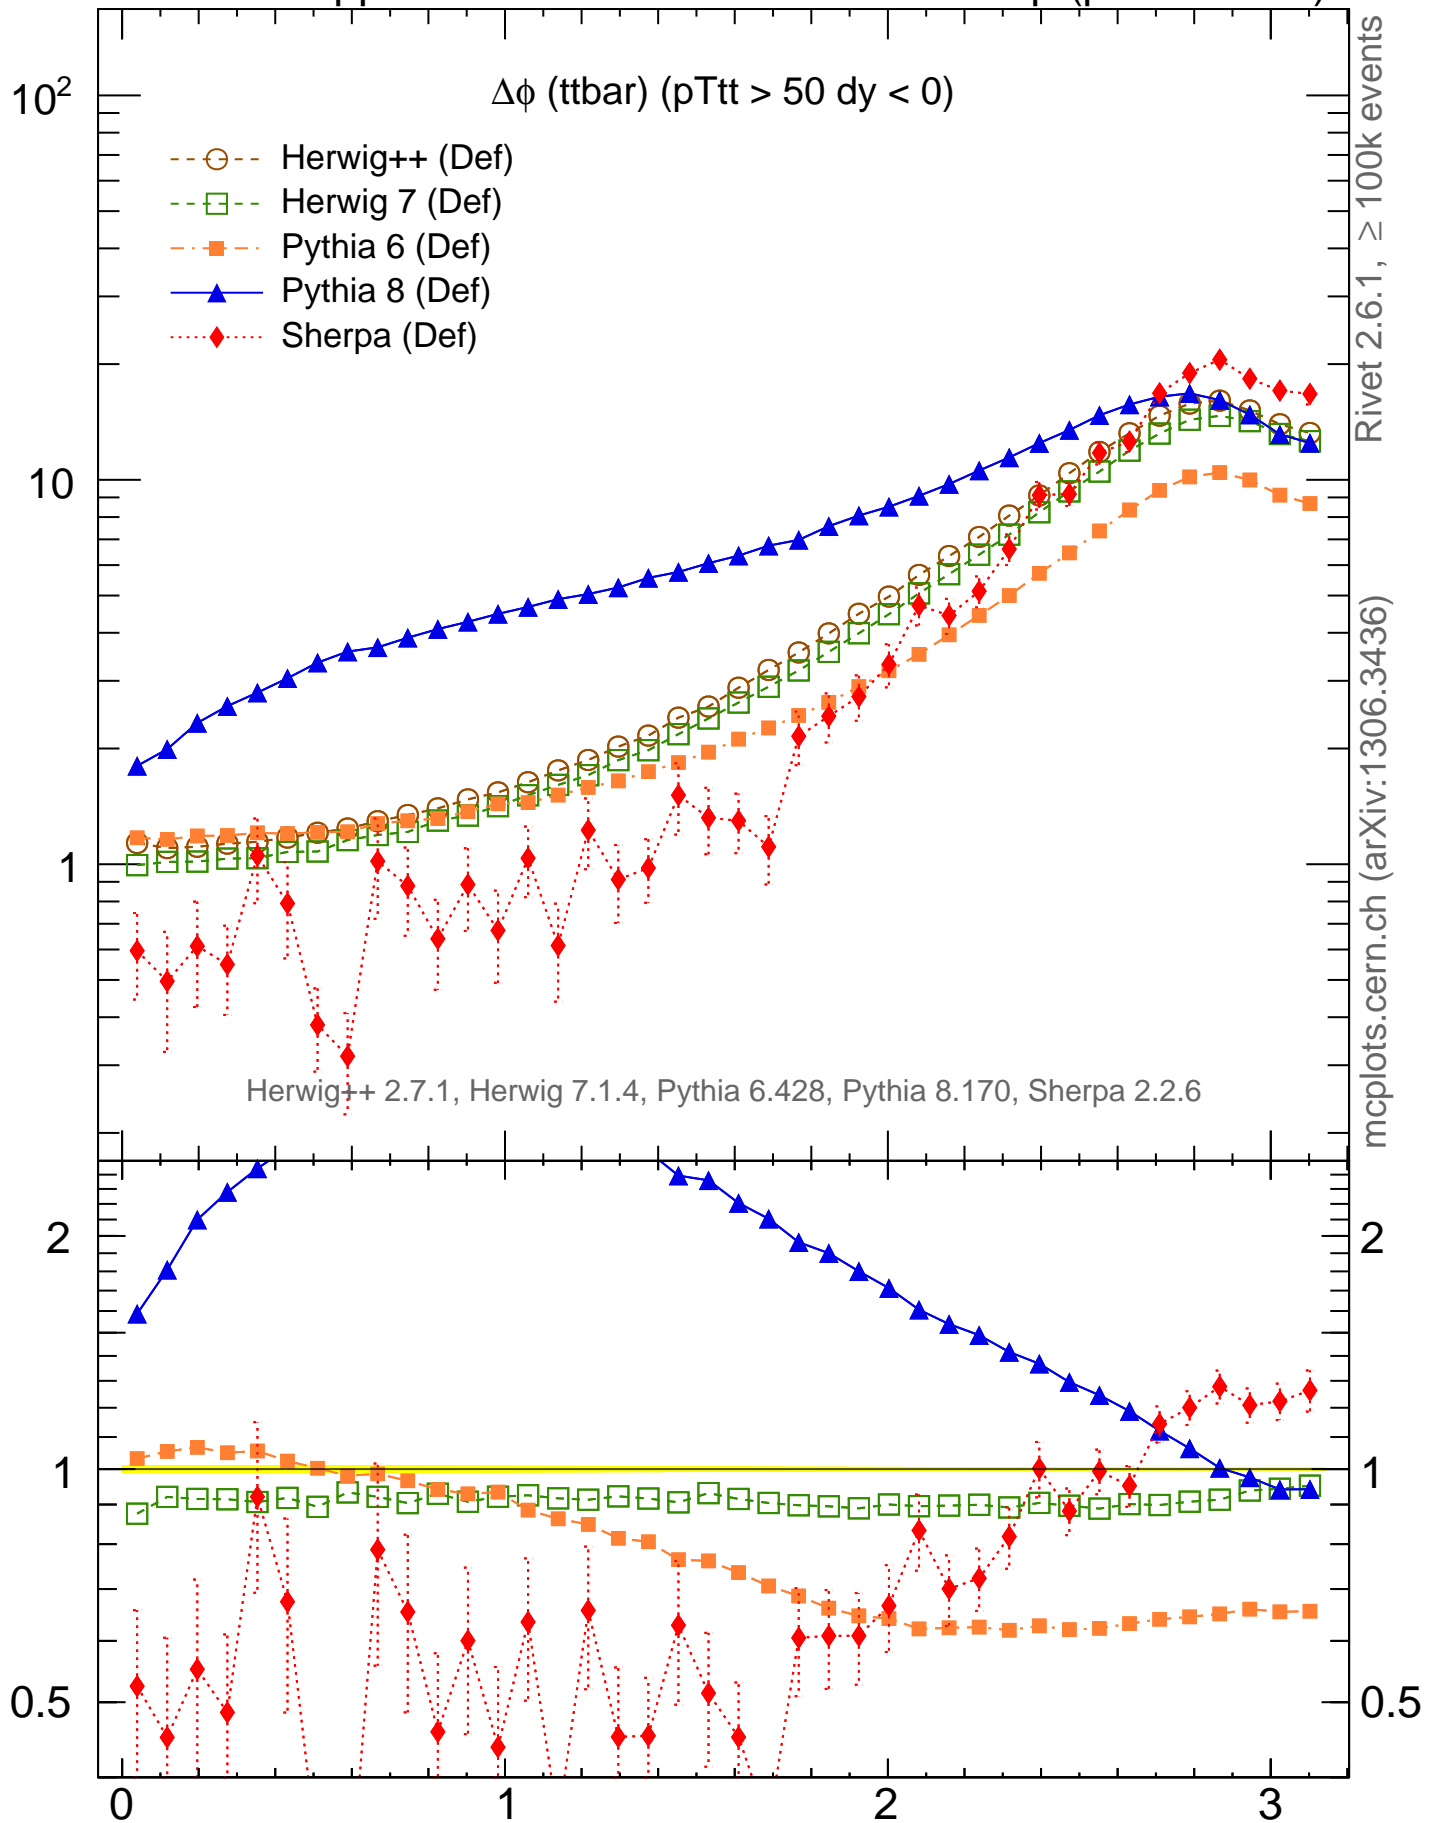 Δϕ (ttbar) (pTtt > 50 dy < 0)
Herwig++ (Def)
Herwig 7 (Def)
Pythia 6 (Def)
Pythia 8 (Def)
Sherpa (Def)
10²
10
1
Herwig++ 2.7.1, Herwig 7.1.4, Pythia 6.428, Pythia 8.170, Sherpa 2.2.6
Rivet 2.6.1, ≥ 100k events
mcplots.cern.ch (arXiv:1306.3436)
2
1
0.5
2
1
0.5
0 1 2 3